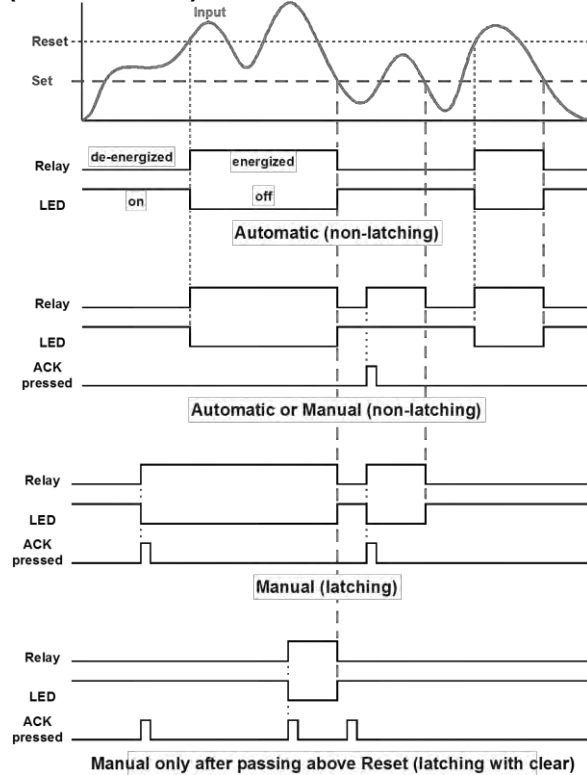 Input
Reset
Set
de-energized energized
Relay
LED
on off
Automatic (non-latching)
Relay
LED
ACK
pressed
Automatic or Manual (non-latching)
Relay
LED
ACK
pressed
Manual (latching)
Relay
LED
ACK
pressed
Manual only after passing above Reset (latching with clear)